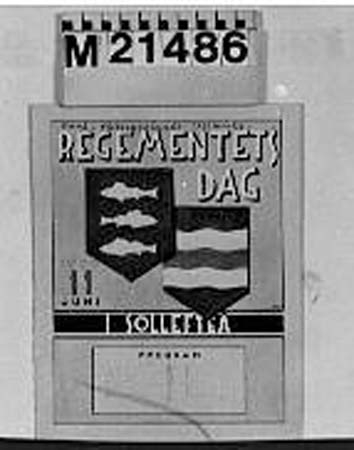 M 21486
REGEMENTETS
DAG
11
JUNI
I SOLLEFTEÅ
PROGRAM